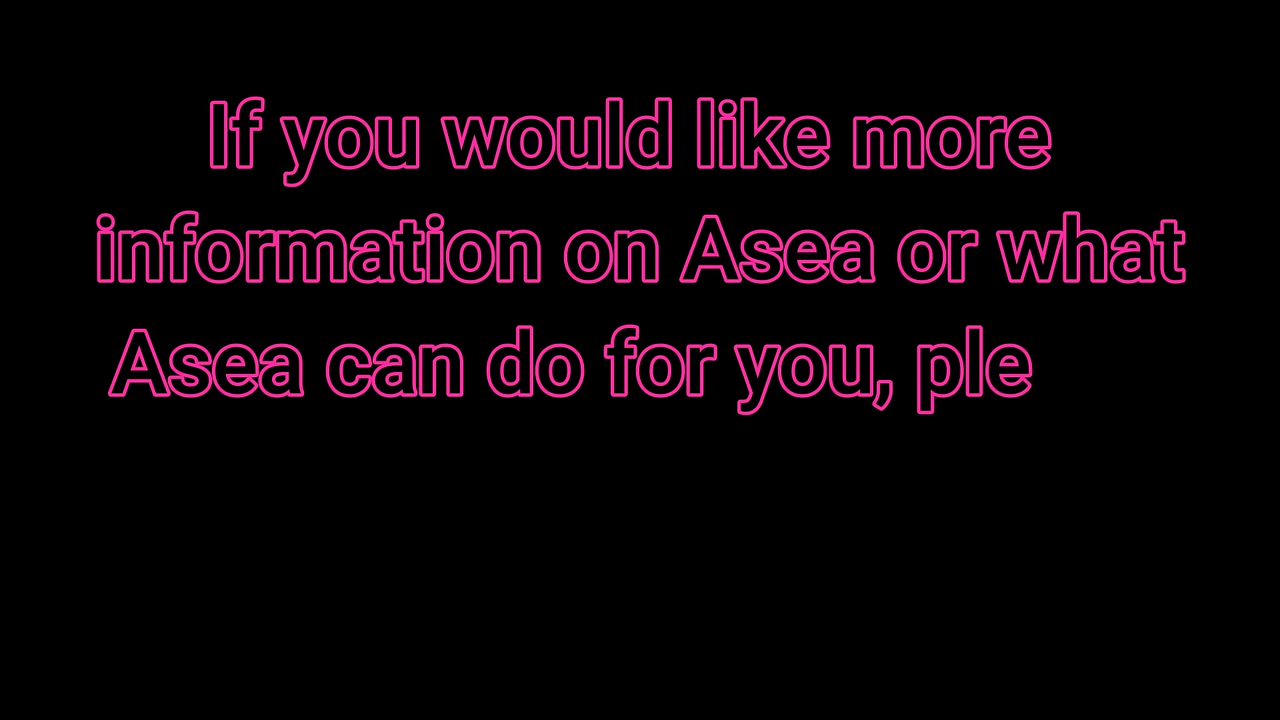 If you would like more
information on Asea or what
Asea can do for you, ple